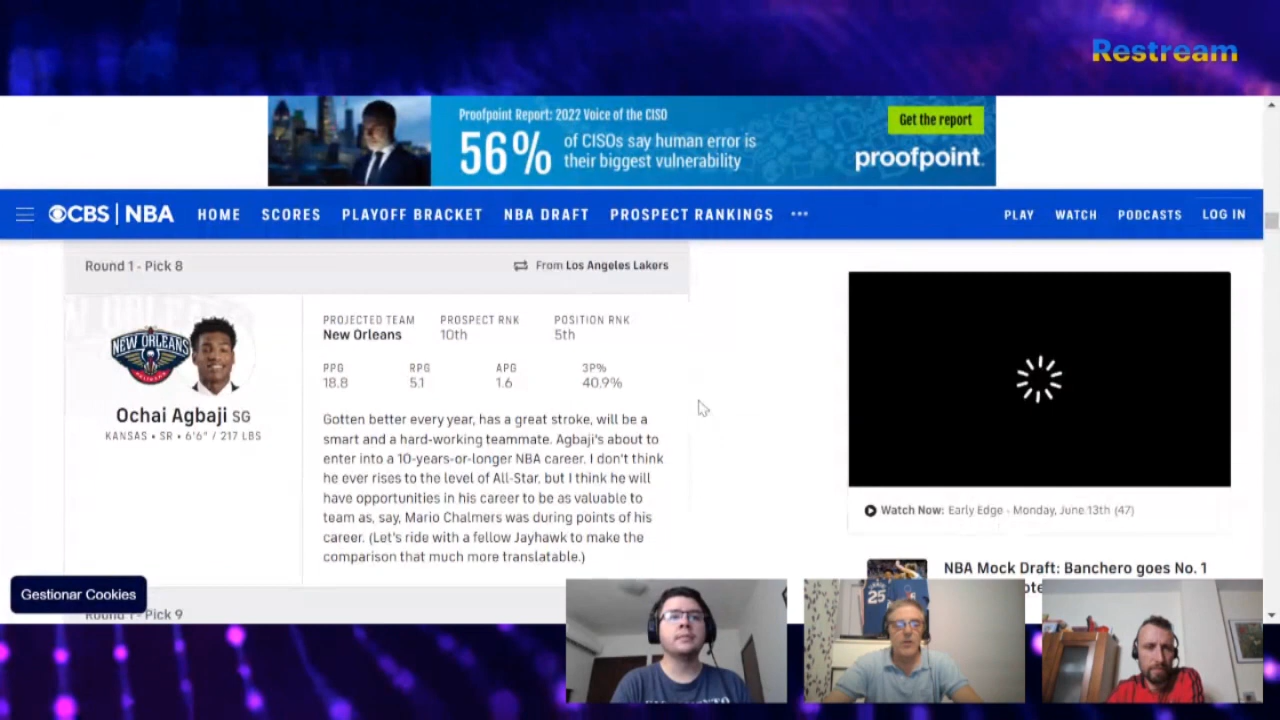 Restream
Proofpoint Report: 2022 Voice of the CISO
56% of CISOs say human error is
their biggest vulnerability
Get the report
proofpoint.
CBS | NBA HOME SCORES PLAYOFF BRACKET NBA DRAFT PROSPECT RANKINGS ••• PLAY WATCH PODCASTS LOG IN
Round 1 - Pick 8 From Los Angeles Lakers
NEW ORLEANS
Ochai Agbaji SG
KANSAS • SR • 6'6" / 217 LBS
PROJECTED TEAM PROSPECT RNK POSITION RNK
New Orleans 10th 5th
PPG RPG APG 3P%
18.8 5.1 1.6 40.9%
Gotten better every year, has a great stroke, will be a
smart and a hard-working teammate. Agbaji's about to
enter into a 10-years-or-longer NBA career. I don't think
he ever rises to the level of All-Star, but I think he will
have opportunities in his career to be as valuable to
team as, say, Mario Chalmers was during points of his
career. (Let's ride with a fellow Jayhawk to make the
comparison that much more translatable.)
Watch Now: Early Edge - Monday, June 13th (47)
NBA Mock Draft: Banchero goes No. 1
Gestionar Cookies
Round 1 - Pick 9
25